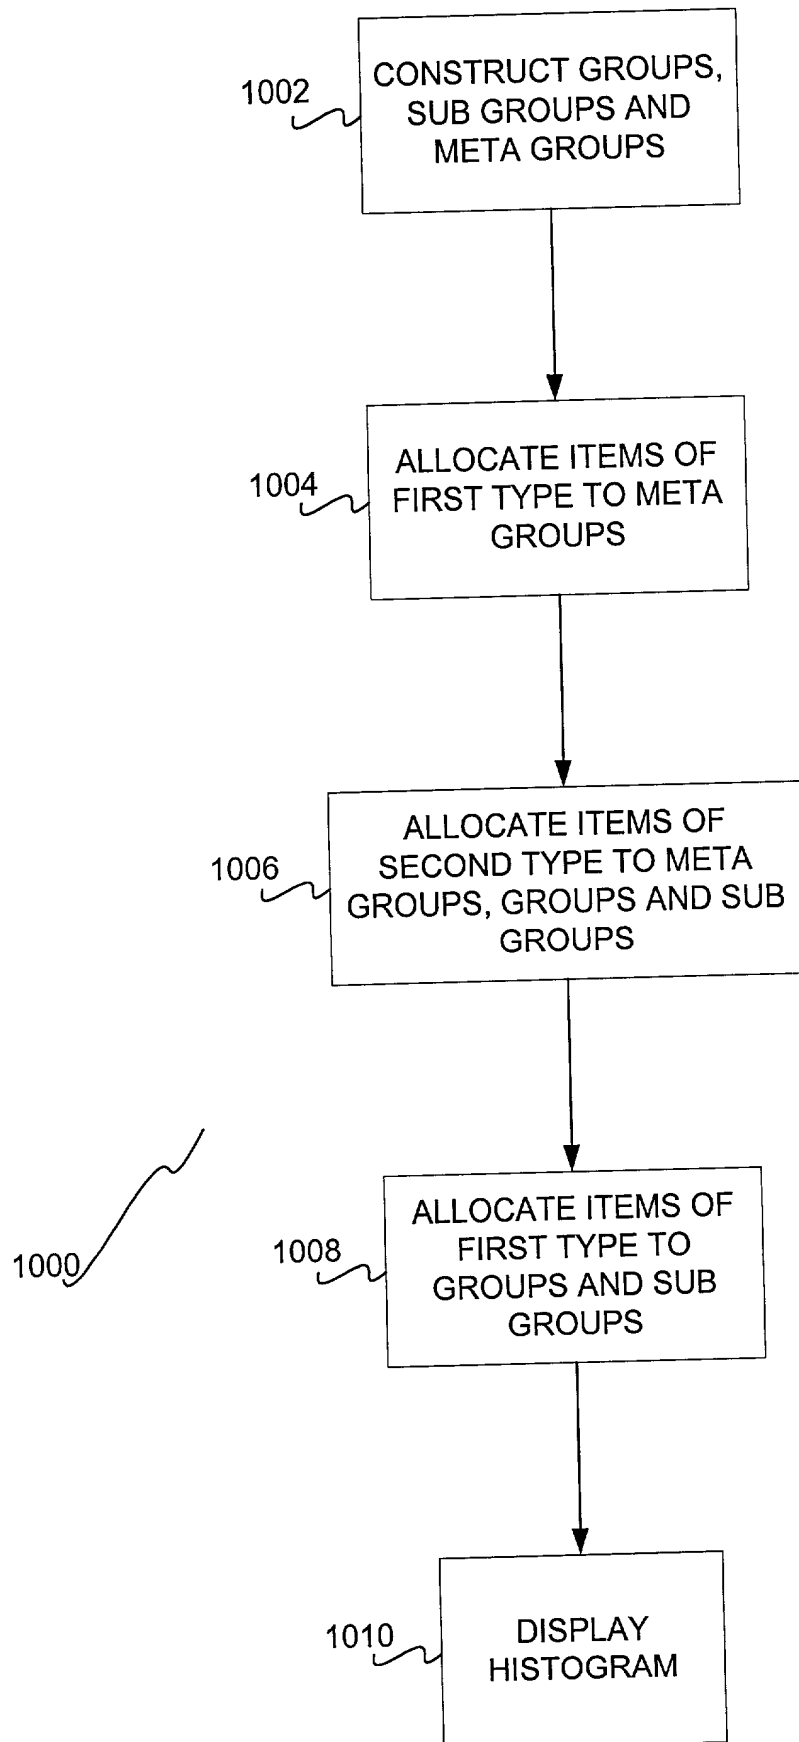 1002
CONSTRUCT GROUPS,
SUB GROUPS AND
META GROUPS
1004
ALLOCATE ITEMS OF
FIRST TYPE TO META
GROUPS
1006
ALLOCATE ITEMS OF
SECOND TYPE TO META
GROUPS, GROUPS AND SUB
GROUPS
1000
1008
ALLOCATE ITEMS OF
FIRST TYPE TO
GROUPS AND SUB
GROUPS
1010
DISPLAY
HISTOGRAM